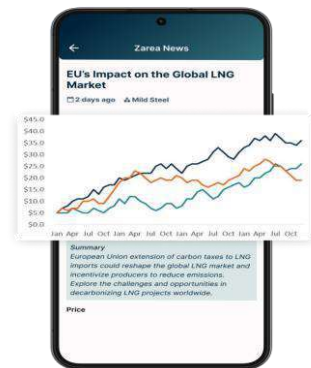 Zarea News
EU's Impact on the Global LNG
Market
2 days ago Mild Steel
$45.0
$40.0
$35.0
$30.0
$25.0
$20.0
$15.0
$10.0
$5.0
$0.0
Jan Apr Jul Oct Jan Apr Jul Oct Jan Apr Jul Oct Jan Apr Jul Oct
Summary
European Union extension of carbon taxes to LNG
imports could reshape the global LNG market and
incentivize producers to reduce emissions.
Explore the challenges and opportunities in
decarbonizing LNG projects worldwide.
Price